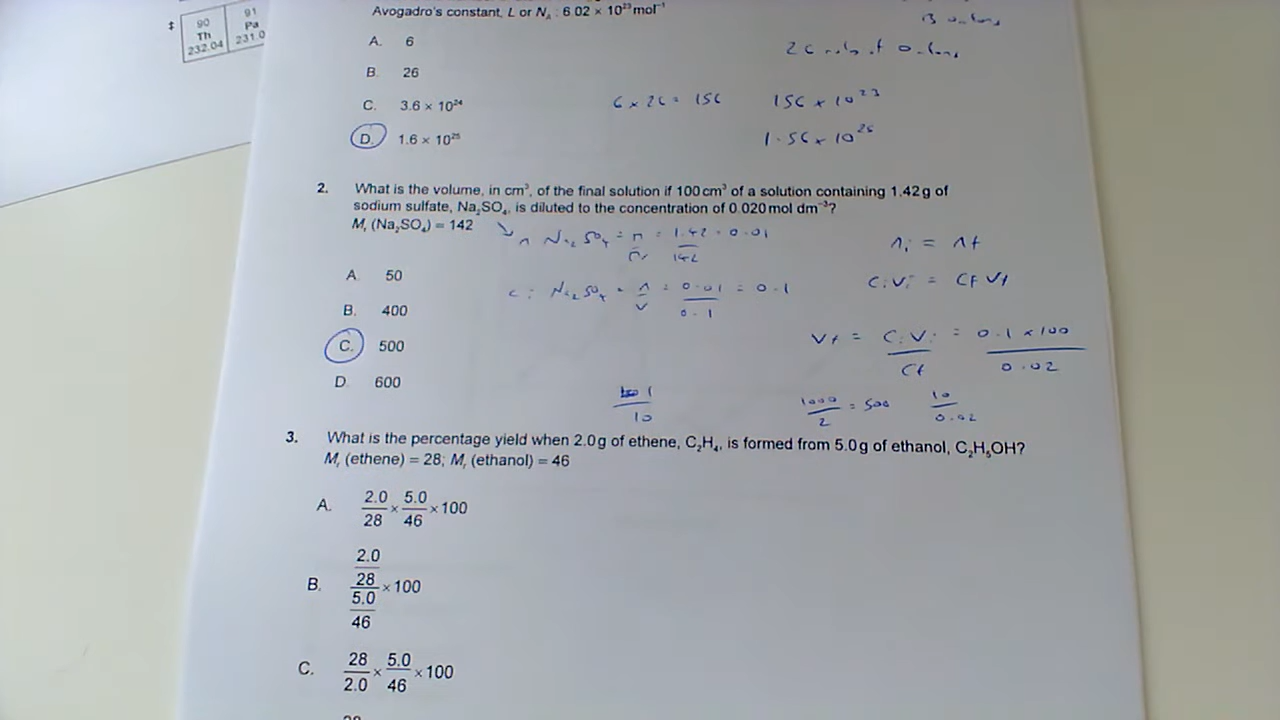 91
90 Pa
Th 231.0
232.04
‡
Avogadro's constant, L or N_A : 6.02 × 10²³ mol⁻¹
A. 6
B. 26
C. 3.6 × 10²⁴
D. 1.6 × 10²⁵
6 × 26 = 156
156 × 10²³
1.56 × 10²⁵
2. What is the volume, in cm³, of the final solution if 100 cm³ of a solution containing 1.42 g of
sodium sulfate, Na₂SO₄, is diluted to the concentration of 0.020 mol dm⁻³?
Mᵣ (Na₂SO₄) = 142
n Na₂SO₄ = m/Mr = 1.42/142 = 0.01
nᵢ = nf
A. 50
c : Na₂SO₄ = n/v = 0.01/0.1 = 0.1
CᵢVᵢ = CfVf
B. 400
C. 500
Vf = CᵢVᵢ/Cf = 0.1 × 100/0.02
D. 600
1/10
1000/2 = 500
10/0.02
3. What is the percentage yield when 2.0 g of ethene, C₂H₄, is formed from 5.0 g of ethanol, C₂H₅OH?
Mᵣ (ethene) = 28; Mᵣ (ethanol) = 46
A. 2.0/28 × 5.0/46 × 100
B. (2.0/28)/(5.0/46) × 100
C. 28/2.0 × 5.0/46 × 100